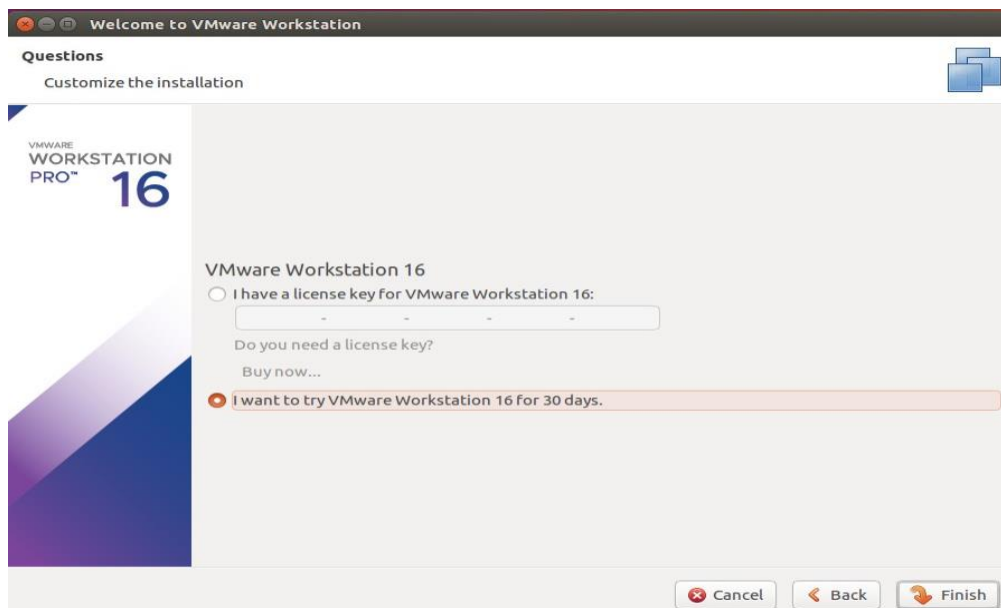 Welcome to VMware Workstation
Questions
Customize the installation
VMWARE
WORKSTATION
PRO™ 16
VMware Workstation 16
I have a license key for VMware Workstation 16:
- - - -
Do you need a license key?
Buy now...
I want to try VMware Workstation 16 for 30 days.
Cancel Back Finish